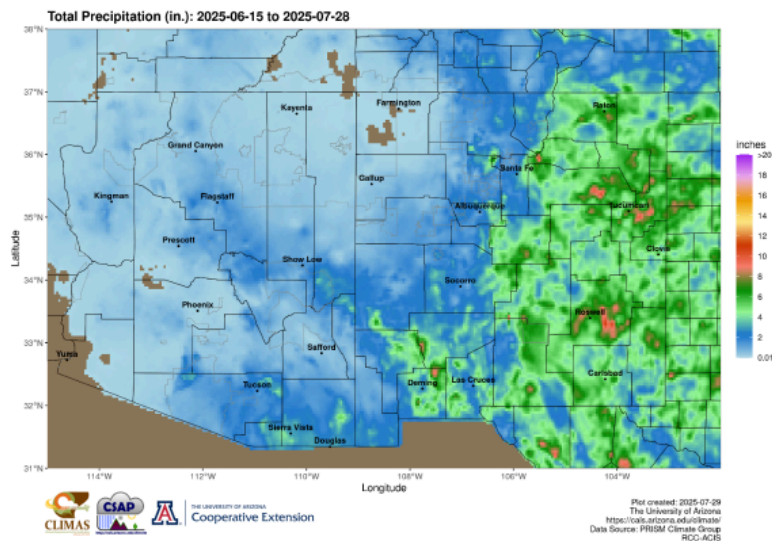 Total Precipitation (in.): 2025-06-15 to 2025-07-28
38°N
37°N
36°N
35°N
34°N
33°N
32°N
31°N
Latitude
Kayenta
Farmington
Raton
Grand Canyon
Santa Fe
Gallup
Kingman
Flagstaff
Albuquerque
Tucumcari
Prescott
Clovis
Show Low
Socorro
Phoenix
Roswell
Safford
Yuma
Carlsbad
Tucson
Deming
Las Cruces
Sierra Vista
Douglas
114°W 112°W 110°W 108°W 106°W 104°W
Longitude
inches
>20
18
16
14
12
10
8
6
4
2
0.01
CLIMAS
CSAP
A
THE UNIVERSITY OF ARIZONA
Cooperative Extension
Plot created: 2025-07-29
The University of Arizona
https://cals.arizona.edu/climate/
Data Source: PRISM Climate Group
RCC-ACIS